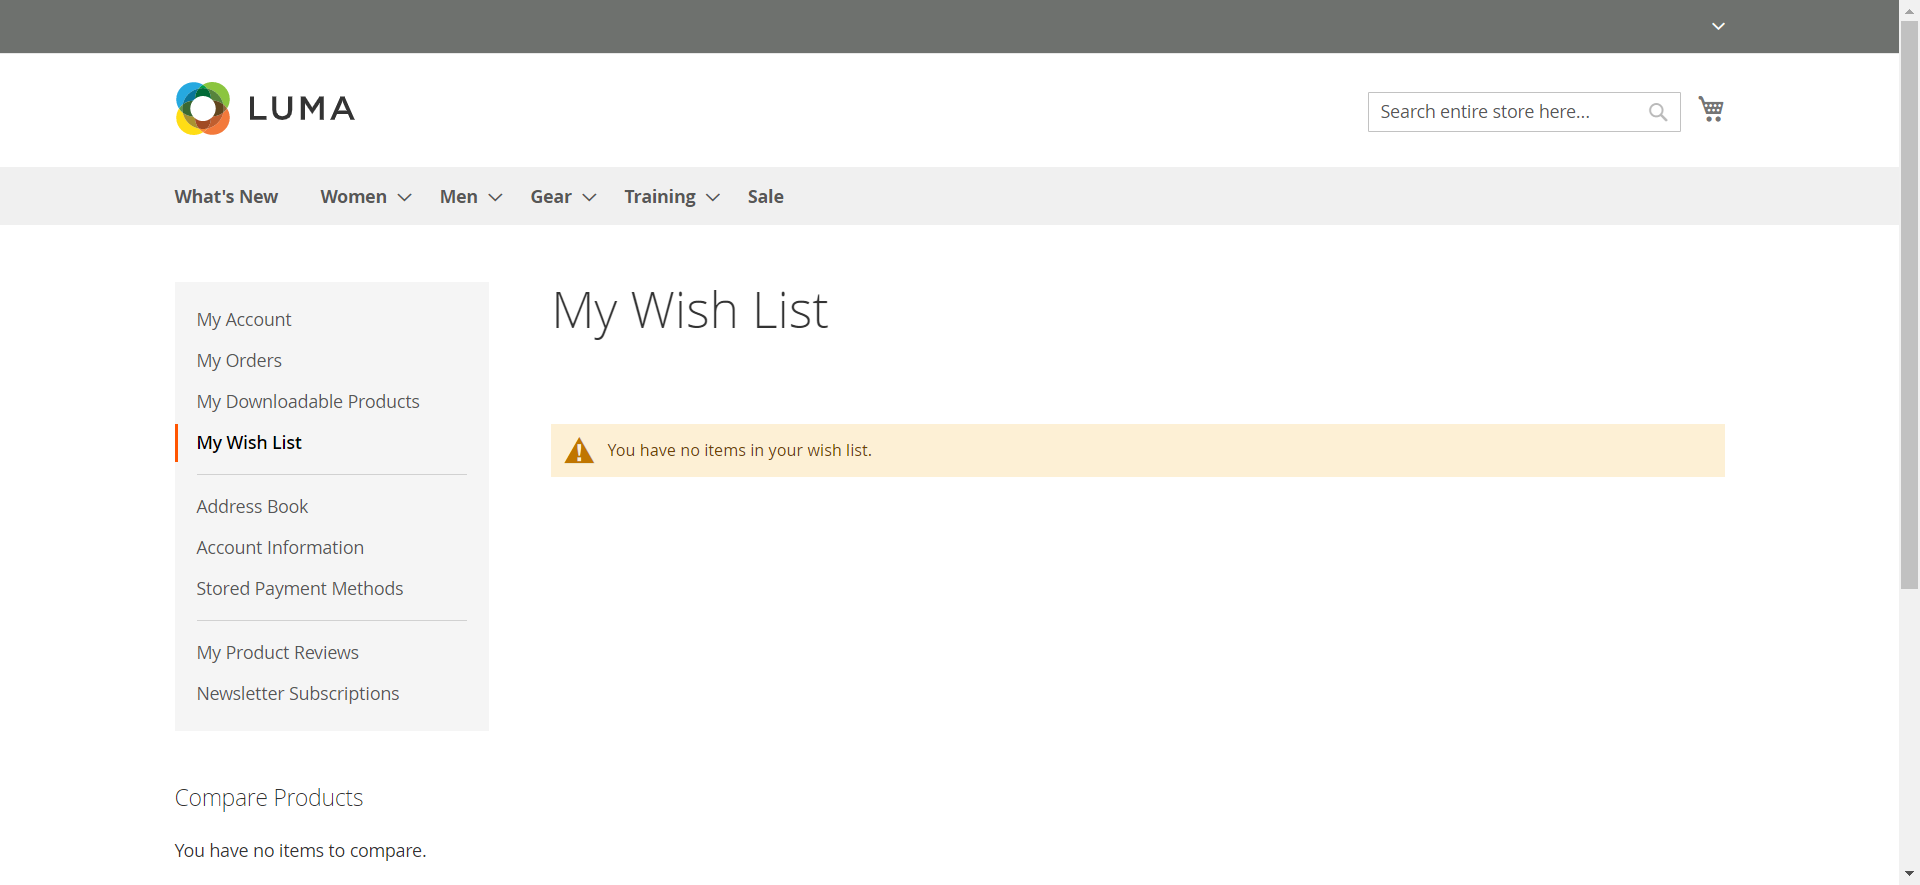 LUMA
Search entire store here...
What's New Women Men Gear Training Sale
My Account
My Orders
My Downloadable Products
My Wish List
Address Book
Account Information
Stored Payment Methods
My Product Reviews
Newsletter Subscriptions
Compare Products
You have no items to compare.
My Wish List
You have no items in your wish list.